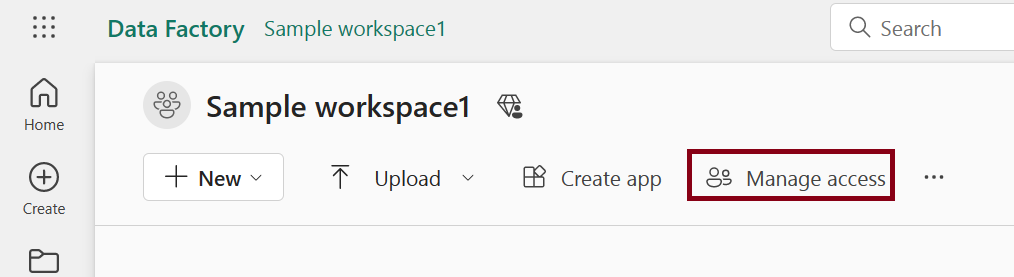 Data Factory Sample workspace1
Search
Home
Create
Sample workspace1
New
Upload
Create app
Manage access